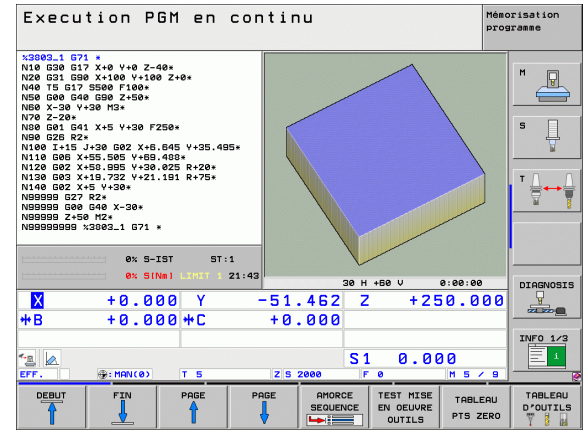 Execution PGM en continu
Mémorisation
programme
%3803_1 G71 *
N10 G30 G17 X+0 Y+0 Z-40*
N20 G31 G90 X+100 Y+100 Z+0*
N40 T5 G17 S500 F100*
N50 G00 G40 G90 Z+50*
N60 X-30 Y+30 M3*
N70 Z-20*
N80 G01 G41 X+5 Y+30 F250*
N90 G26 R2*
N100 I+15 J+30 G02 X+6.645 Y+35.495*
N110 G06 X+55.505 Y+69.488*
N120 G02 X+58.995 Y+30.025 R+20*
N130 G03 X+19.732 Y+21.191 R+75*
N140 G02 X+5 Y+30*
N99999 G27 R2*
N99999 G00 G40 X-30*
N99999 Z+50 M2*
N99999999 %3803_1 G71 *
M
S
T
0% S-IST ST:1
0% S[Nm] LIMIT 1 21:43
30 H +60 V 0:00:00
DIAGNOSIS
X +0.000 Y -51.462 Z +250.000
B +0.000 C +0.000
INFO 1/3
S1 0.000
EFF. : MAN(0) T 5 Z S 2000 F 0 M 5 / 9
DEBUT
FIN
PAGE
PAGE
AMORCE
SEQUENCE
TEST MISE
EN OEUVRE
OUTILS
TABLEAU
PTS ZERO
TABLEAU
D'OUTILS